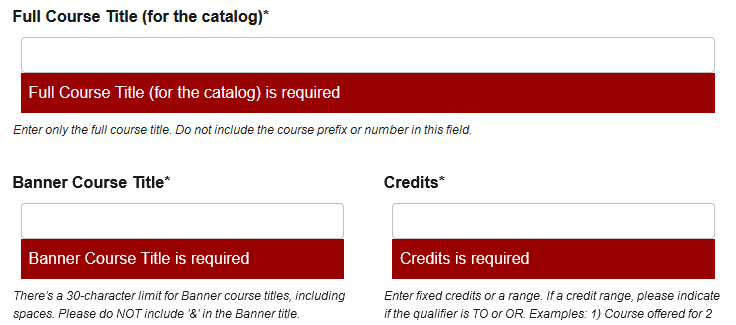 Full Course Title (for the catalog)*
Full Course Title (for the catalog) is required
Enter only the full course title. Do not include the course prefix or number in this field.
Banner Course Title*
Banner Course Title is required
There's a 30-character limit for Banner course titles, including
spaces. Please do NOT include '&' in the Banner title.
Credits*
Credits is required
Enter fixed credits or a range. If a credit range, please indicate
if the qualifier is TO or OR. Examples: 1) Course offered for 2